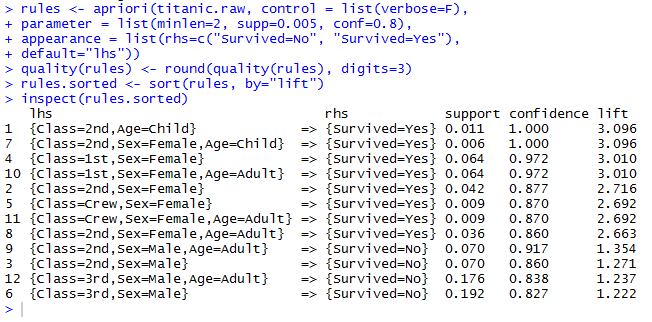 > rules <- apriori(titanic.raw, control = list(verbose=F),
+ parameter = list(minlen=2, supp=0.005, conf=0.8),
+ appearance = list(rhs=c("Survived=No", "Survived=Yes"),
+ default="lhs"))
> quality(rules) <- round(quality(rules), digits=3)
> rules.sorted <- sort(rules, by="lift")
> inspect(rules.sorted)
   lhs                                  rhs            support confidence lift
1  {Class=2nd,Age=Child}             => {Survived=Yes} 0.011   1.000      3.096
7  {Class=2nd,Sex=Female,Age=Child}  => {Survived=Yes} 0.006   1.000      3.096
4  {Class=1st,Sex=Female}            => {Survived=Yes} 0.064   0.972      3.010
10 {Class=1st,Sex=Female,Age=Adult}  => {Survived=Yes} 0.064   0.972      3.010
2  {Class=2nd,Sex=Female}            => {Survived=Yes} 0.042   0.877      2.716
5  {Class=Crew,Sex=Female}           => {Survived=Yes} 0.009   0.870      2.692
11 {Class=Crew,Sex=Female,Age=Adult} => {Survived=Yes} 0.009   0.870      2.692
8  {Class=2nd,Sex=Female,Age=Adult}  => {Survived=Yes} 0.036   0.860      2.663
9  {Class=2nd,Sex=Male,Age=Adult}    => {Survived=No}  0.070   0.917      1.354
3  {Class=2nd,Sex=Male}              => {Survived=No}  0.070   0.860      1.271
12 {Class=3rd,Sex=Male,Age=Adult}    => {Survived=No}  0.176   0.838      1.237
6  {Class=3rd,Sex=Male}              => {Survived=No}  0.192   0.827      1.222
>